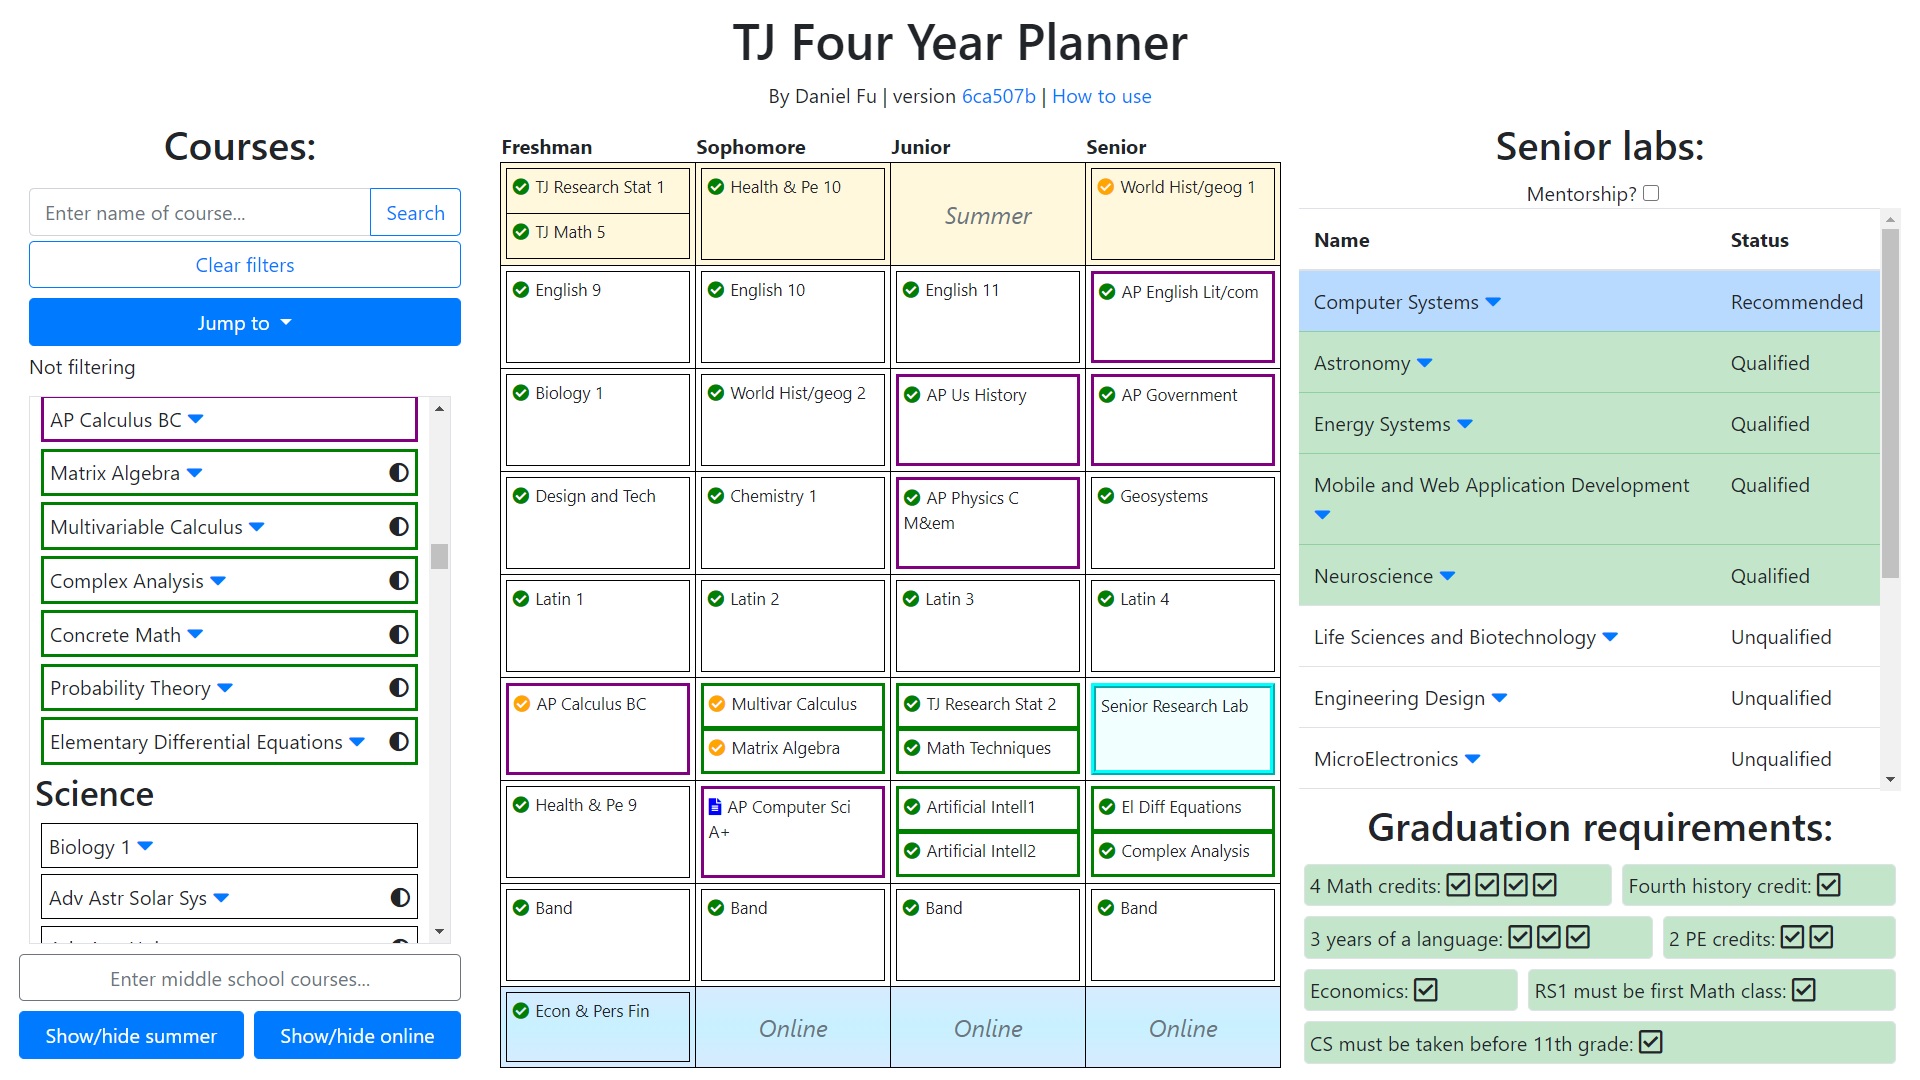 TJ Four Year Planner
By Daniel Fu | version 6ca507b | How to use
Courses:
Enter name of course...
Search
Clear filters
Jump to
Not filtering
AP Calculus BC
Matrix Algebra
Multivariable Calculus
Complex Analysis
Concrete Math
Probability Theory
Elementary Differential Equations
Science
Biology 1
Adv Astr Solar Sys
Enter middle school courses...
Show/hide summer
Show/hide online
Freshman
Sophomore
Junior
Senior
TJ Research Stat 1
TJ Math 5
Health & Pe 10
Summer
World Hist/geog 1
English 9
English 10
English 11
AP English Lit/com
Biology 1
World Hist/geog 2
AP Us History
AP Government
Design and Tech
Chemistry 1
AP Physics C
M&em
Geosystems
Latin 1
Latin 2
Latin 3
Latin 4
AP Calculus BC
Multivar Calculus
Matrix Algebra
TJ Research Stat 2
Math Techniques
Senior Research Lab
Health & Pe 9
AP Computer Sci
A+
Artificial Intell1
Artificial Intell2
El Diff Equations
Complex Analysis
Band
Band
Band
Band
Econ & Pers Fin
Online
Online
Online
Senior labs:
Mentorship?
Name
Status
Computer Systems
Recommended
Astronomy
Qualified
Energy Systems
Qualified
Mobile and Web Application Development
Qualified
Neuroscience
Qualified
Life Sciences and Biotechnology
Unqualified
Engineering Design
Unqualified
MicroElectronics
Unqualified
Graduation requirements:
4 Math credits:
Fourth history credit:
3 years of a language:
2 PE credits:
Economics:
RS1 must be first Math class:
CS must be taken before 11th grade: